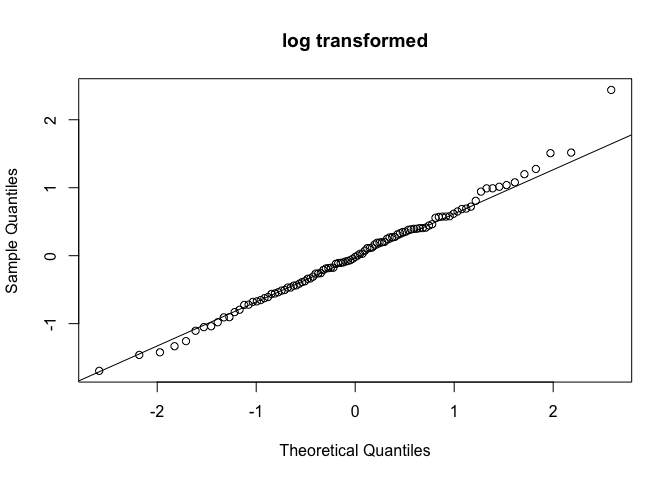 log transformed
Sample Quantiles
2
1
0
-1
-2 -1 0 1 2
Theoretical Quantiles